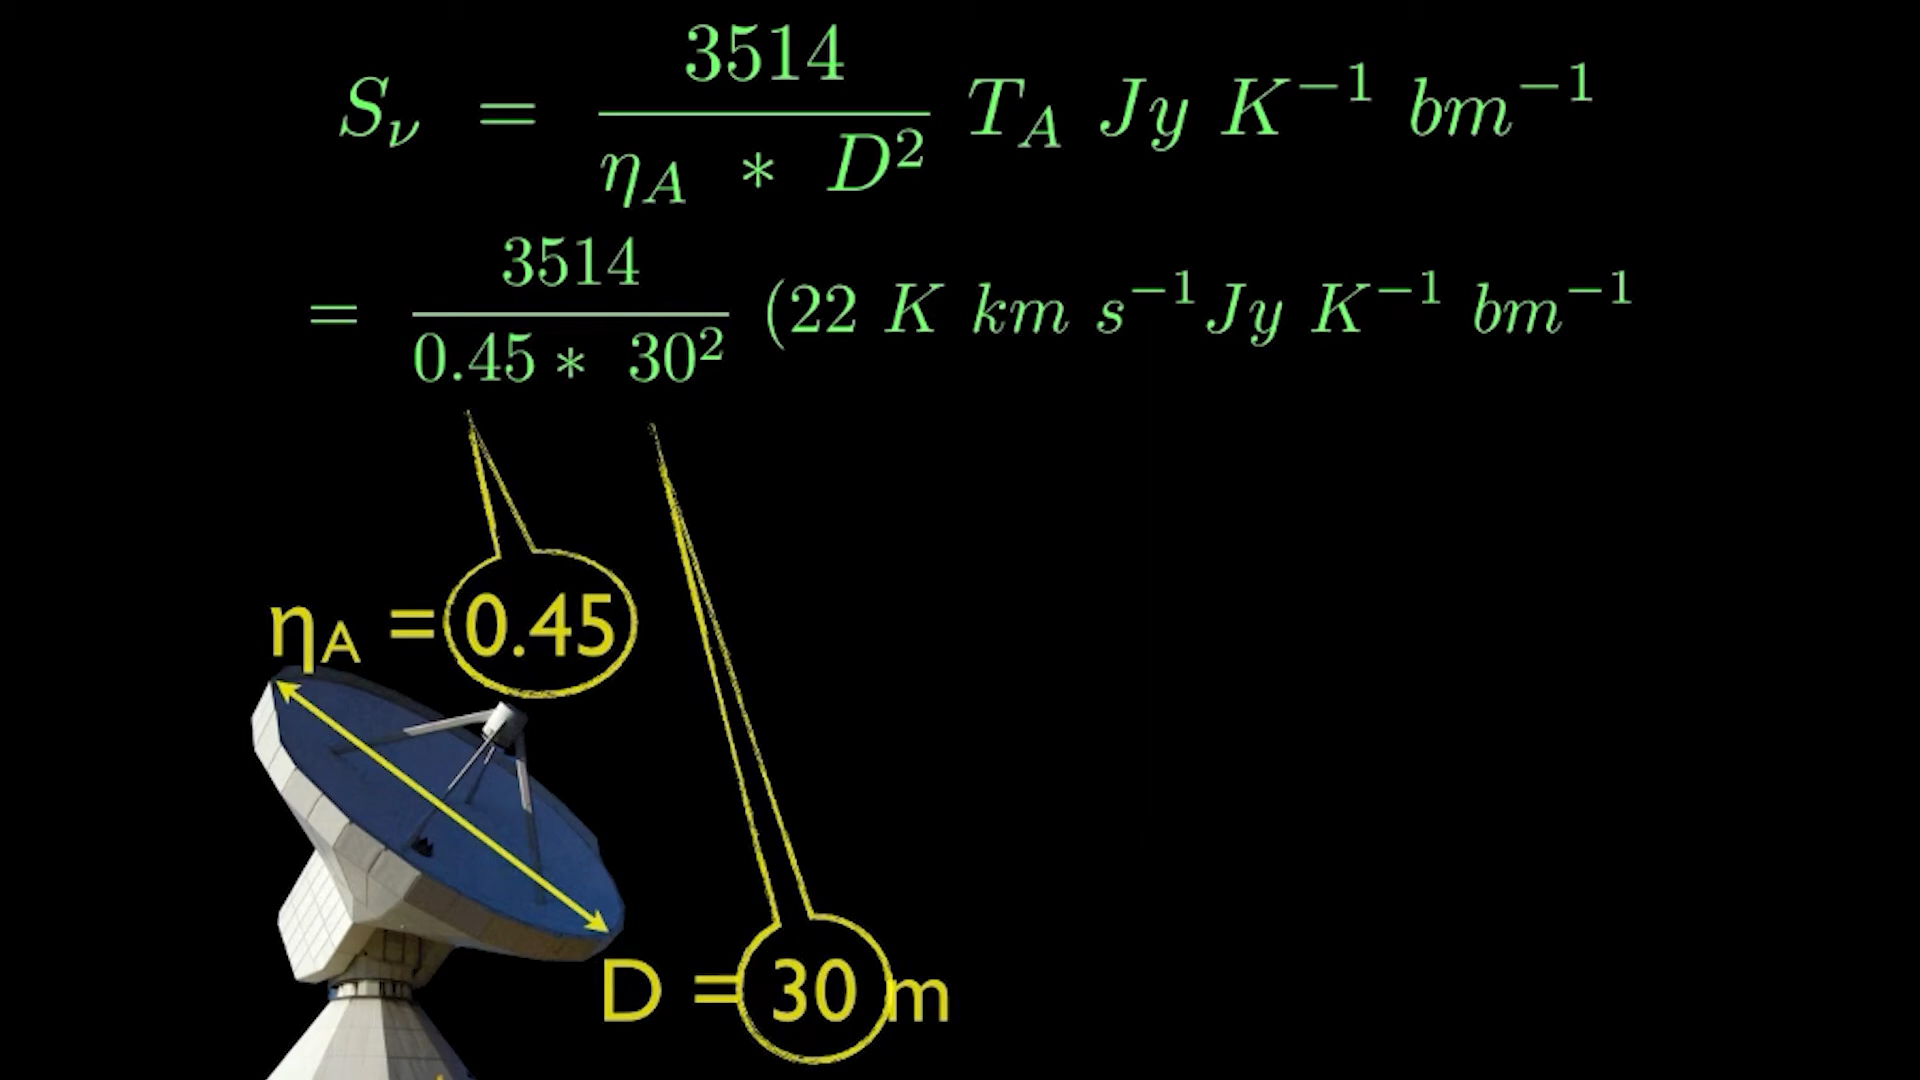 S_ν = 3514 / (η_A * D²) T_A Jy K⁻¹ bm⁻¹
= 3514 / (0.45 * 30²) (22 K km s⁻¹ Jy K⁻¹ bm⁻¹
η_A = 0.45
D = 30 m